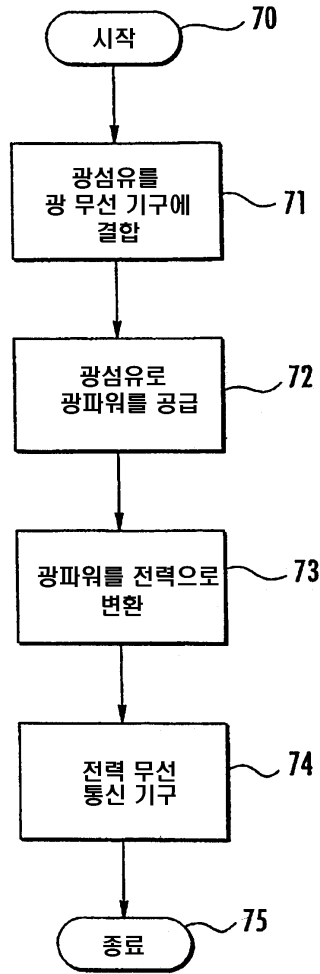 시작
70
광섬유를
광 무선 기구에
결합
71
광섬유로
광파워를 공급
72
광파워를 전력으로
변환
73
전력 무선
통신 기구
74
종료
75